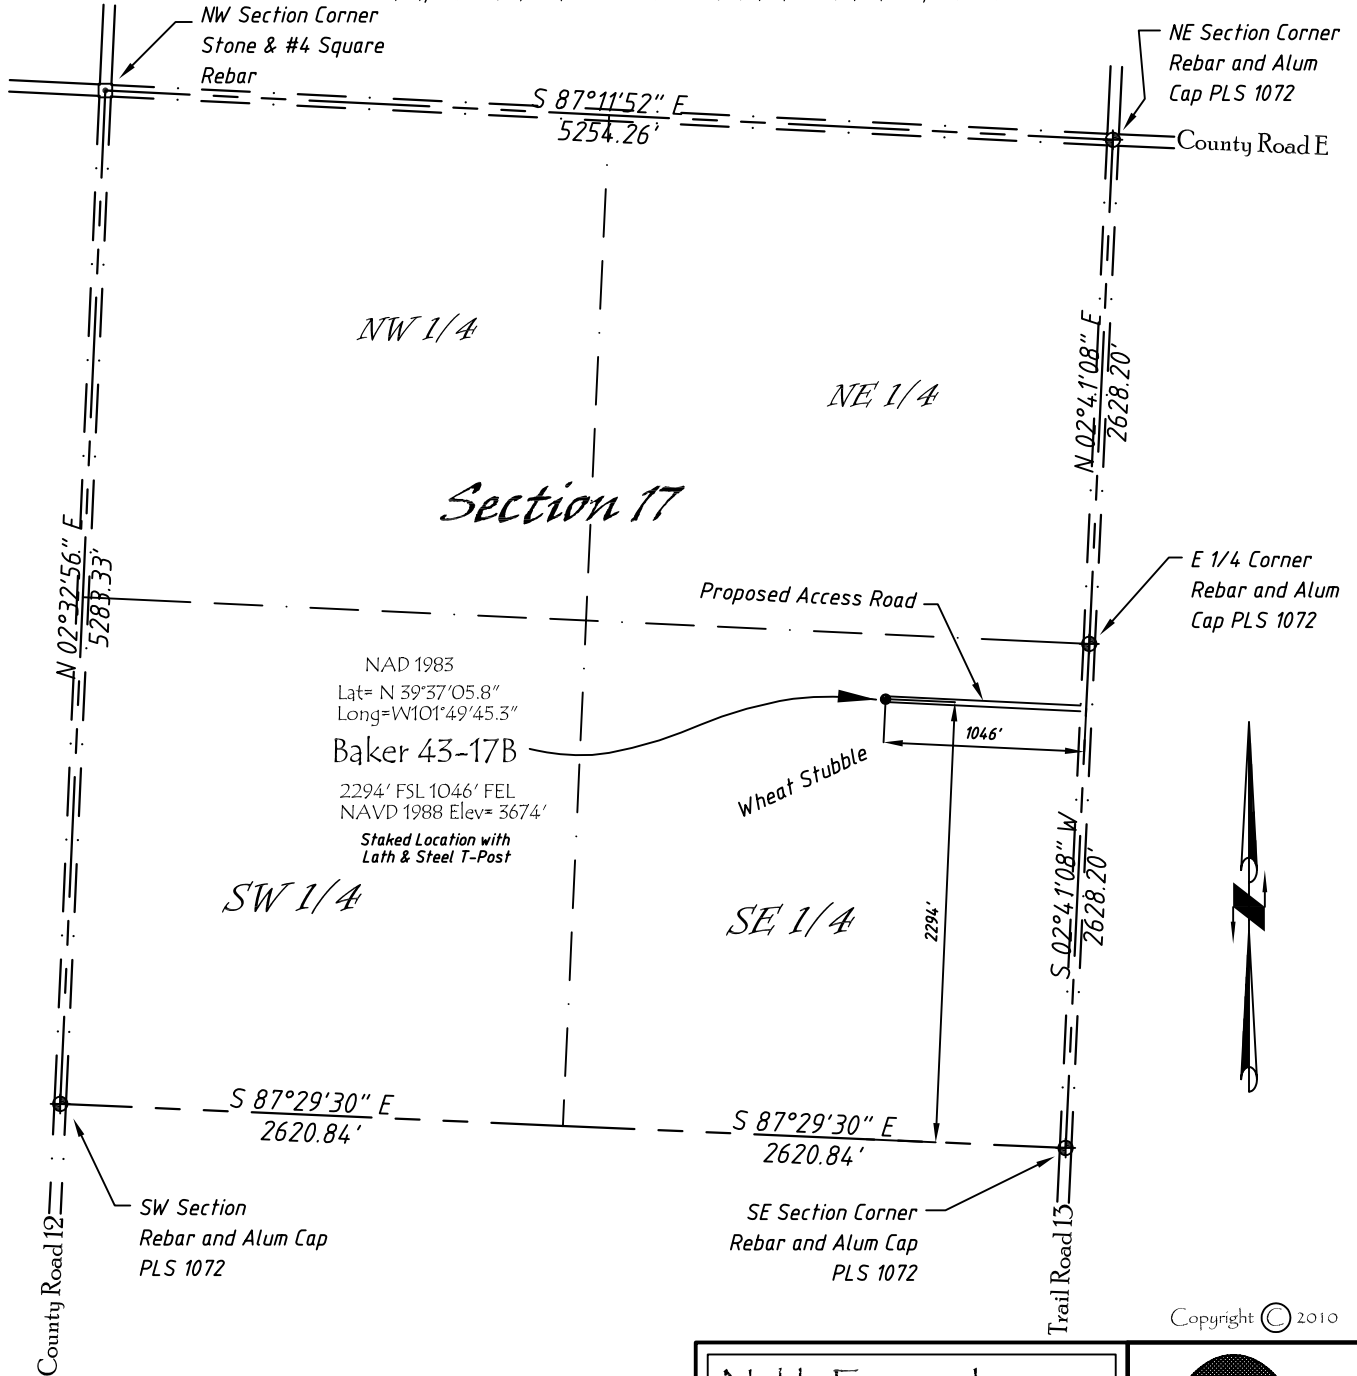 NW Section Corner
Stone & #4 Square
Rebar
NE Section Corner
Rebar and Alum
Cap PLS 1072
S 87°11'52" E
5254.26'
County Road E
NW 1/4
NE 1/4
N 02°41'08" E
2628.20'
Section 17
N 02°32'56" E
5283.33'
E 1/4 Corner
Rebar and Alum
Cap PLS 1072
Proposed Access Road
NAD 1983
Lat= N 39°37'05.8"
Long=W101°49'45.3"
Baker 43-17B
2294' FSL 1046' FEL
NAVD 1988 Elev= 3674'
Staked Location with
Lath & Steel T-Post
1046'
Wheat Stubble
SW 1/4
SE 1/4
2294'
S 02°41'08" W
2628.20'
S 87°29'30" E
2620.84'
S 87°29'30" E
2620.84'
SW Section
Rebar and Alum Cap
PLS 1072
SE Section Corner
Rebar and Alum Cap
PLS 1072
County Road 12
Trail Road 13
Copyright © 2010